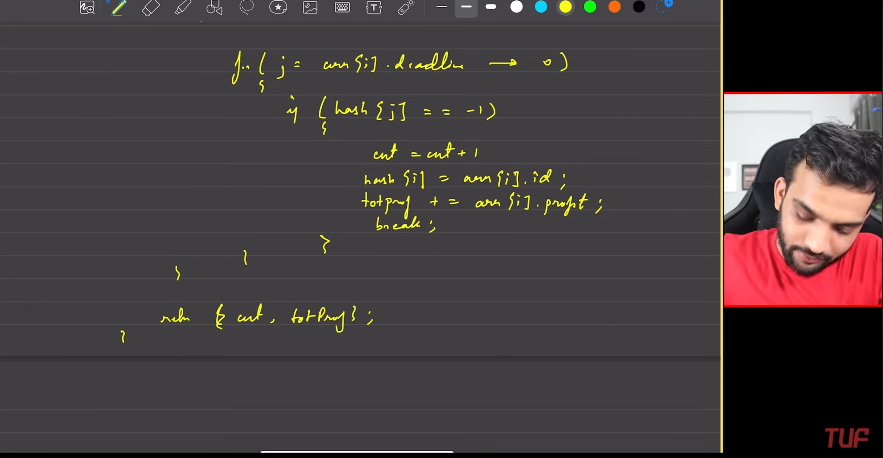 for ( j = arr[i].deadline → 0)
{
if (hash[j] == -1)
{
cnt = cnt + 1
hash[i] = arr[i].id;
totprof += arr[i].profit;
break;
}
}
}
return { cnt, totProf};
}
TUF